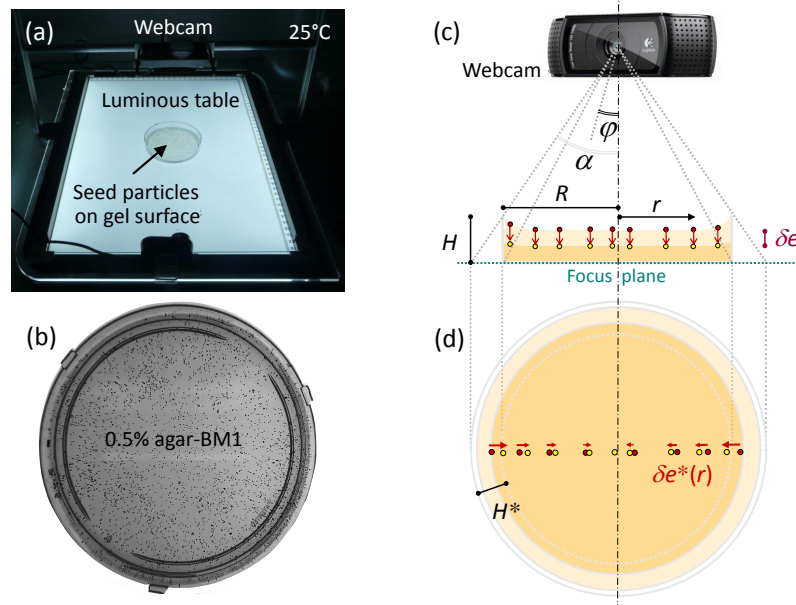 (a)
Webcam
25°C
Luminous table
Seed particles
on gel surface
(b)
0.5% agar-BM1
(c)
Webcam
φ
α
R
r
H
δe
Focus plane
(d)
δe*(r)
H*